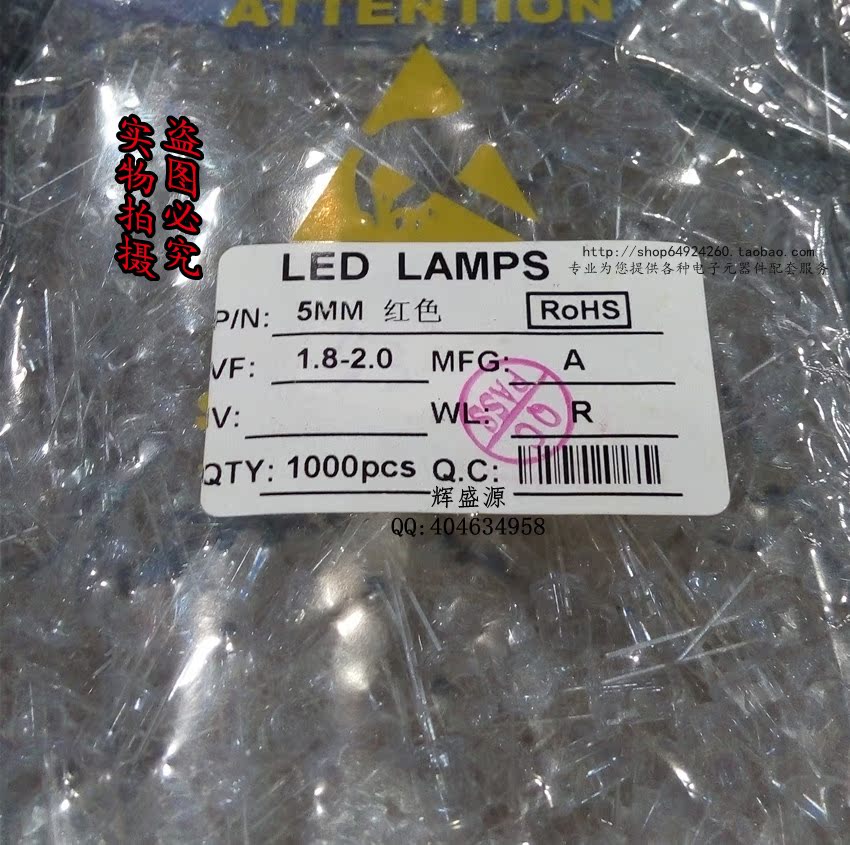 ATTENTION
实物拍摄
盗图必究
http://shop64924260.taobao.com
专业为您提供各种电子元器件配套服务
LED LAMPS
P/N: 5MM 红色 RoHS
VF: 1.8-2.0 MFG: A
V: WL: R
QC PASS
QTY: 1000pcs Q.C:
辉盛源
QQ:404634958